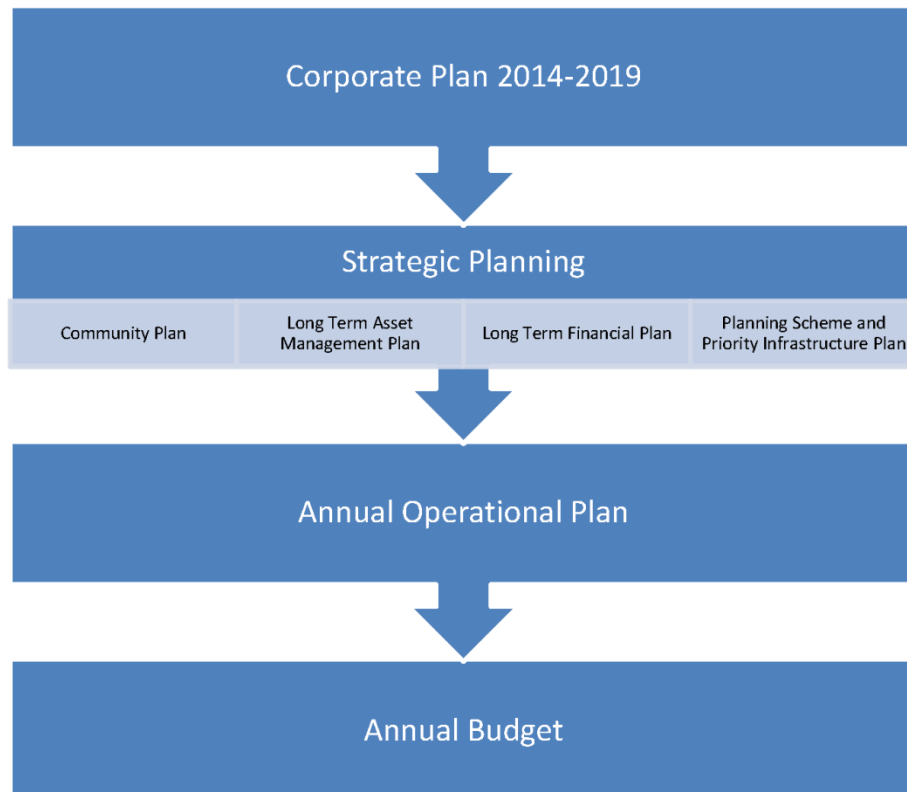 Corporate Plan 2014-2019
Strategic Planning
Community Plan
Long Term Asset
Management Plan
Long Term Financial Plan
Planning Scheme and
Priority Infrastructure Plan
Annual Operational Plan
Annual Budget